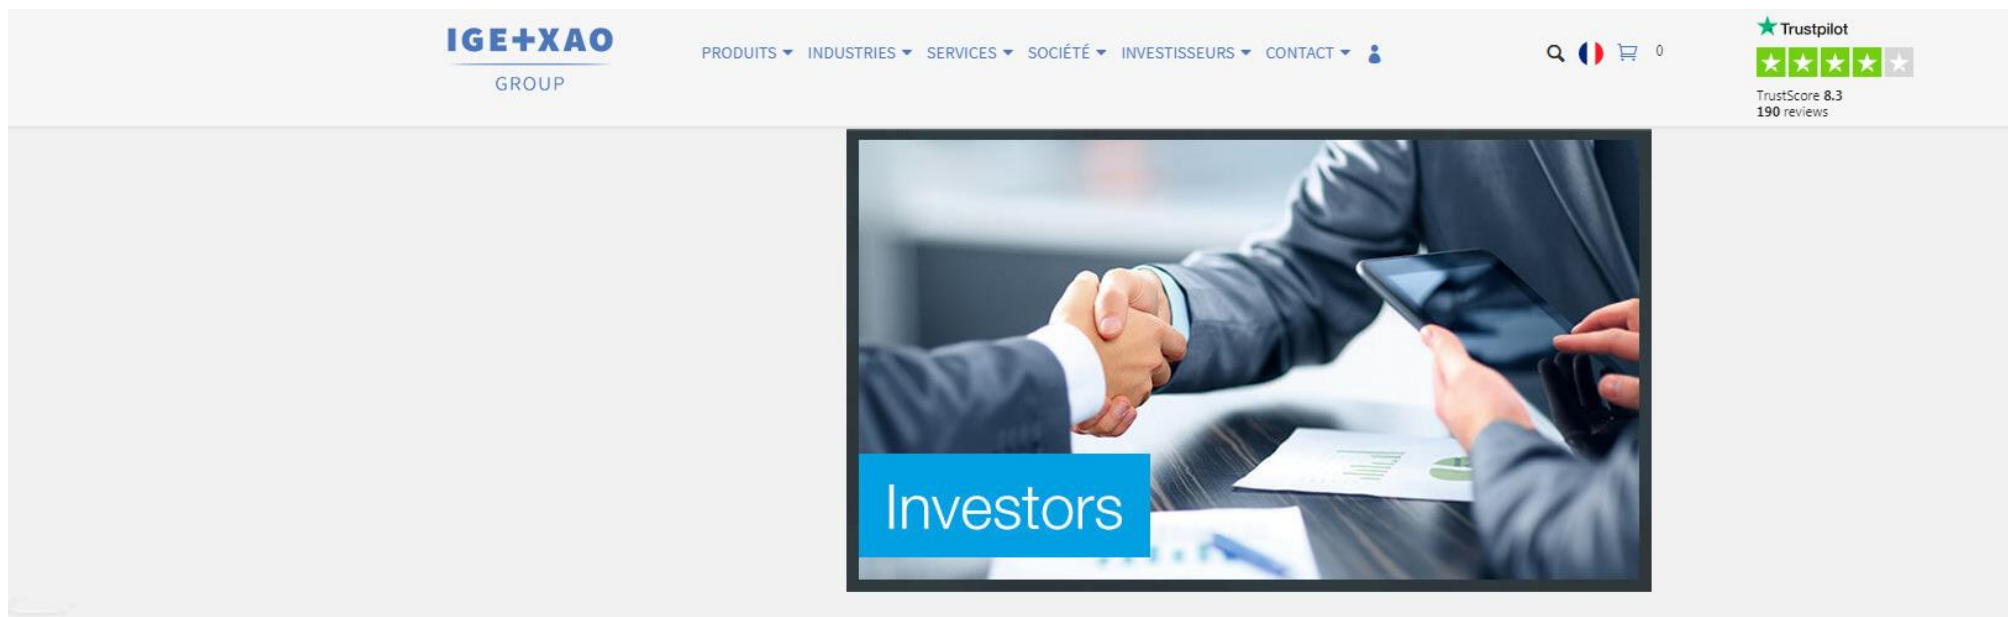 IGE+XAO
GROUP
PRODUITS INDUSTRIES SERVICES SOCIÉTÉ INVESTISSEURS CONTACT
0
Trustpilot
TrustScore 8.3
190 reviews
Investors